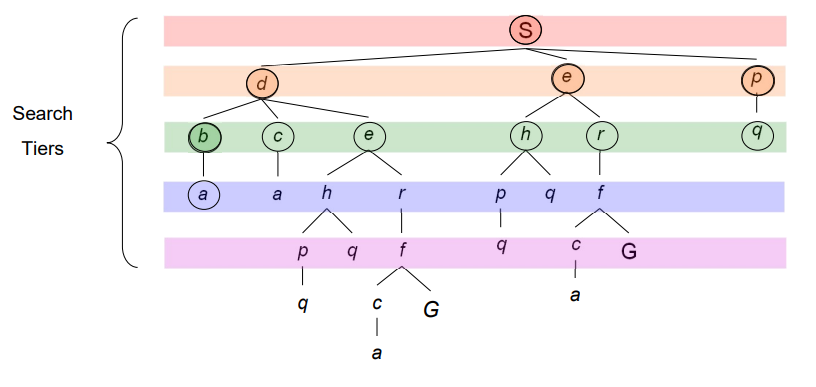 S
d e p
Search
Tiers
b c e h r q
a a h r p q f
p q f q c G
q c G a
a